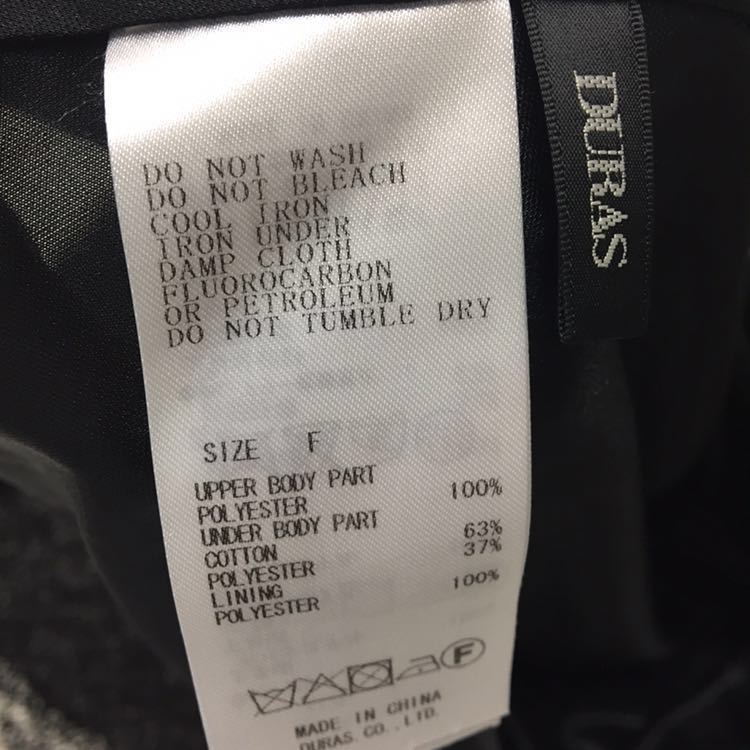 DO NOT WASH
DO NOT BLEACH
COOL IRON
IRON UNDER
DAMP CLOTH
FLUOROCARBON
OR PETROLEUM
DO NOT TUMBLE DRY
SIZE F
UPPER BODY PART
POLYESTER 100%
UNDER BODY PART
COTTON 63%
POLYESTER 37%
LINING
POLYESTER 100%
F
MADE IN CHINA
DURAS.CO.,LTD.
DURAS